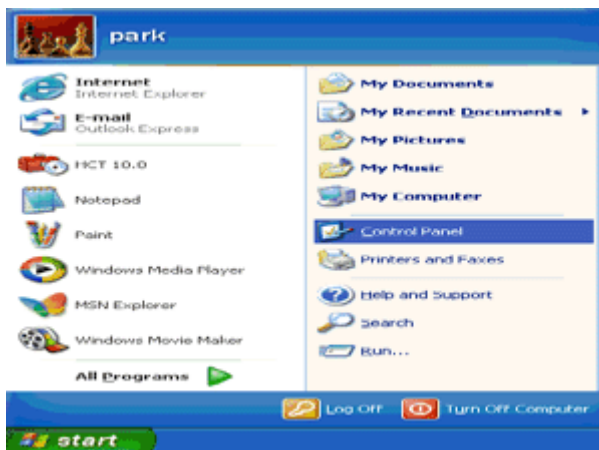 park
Internet
Internet Explorer
E-mail
Outlook Express
HCT 10.0
Notepad
Paint
Windows Media Player
MSN Explorer
Windows Movie Maker
All Programs
My Documents
My Recent Documents
My Pictures
My Music
My Computer
Control Panel
Printers and Faxes
Help and Support
Search
Run...
Log Off
Turn Off Computer
start